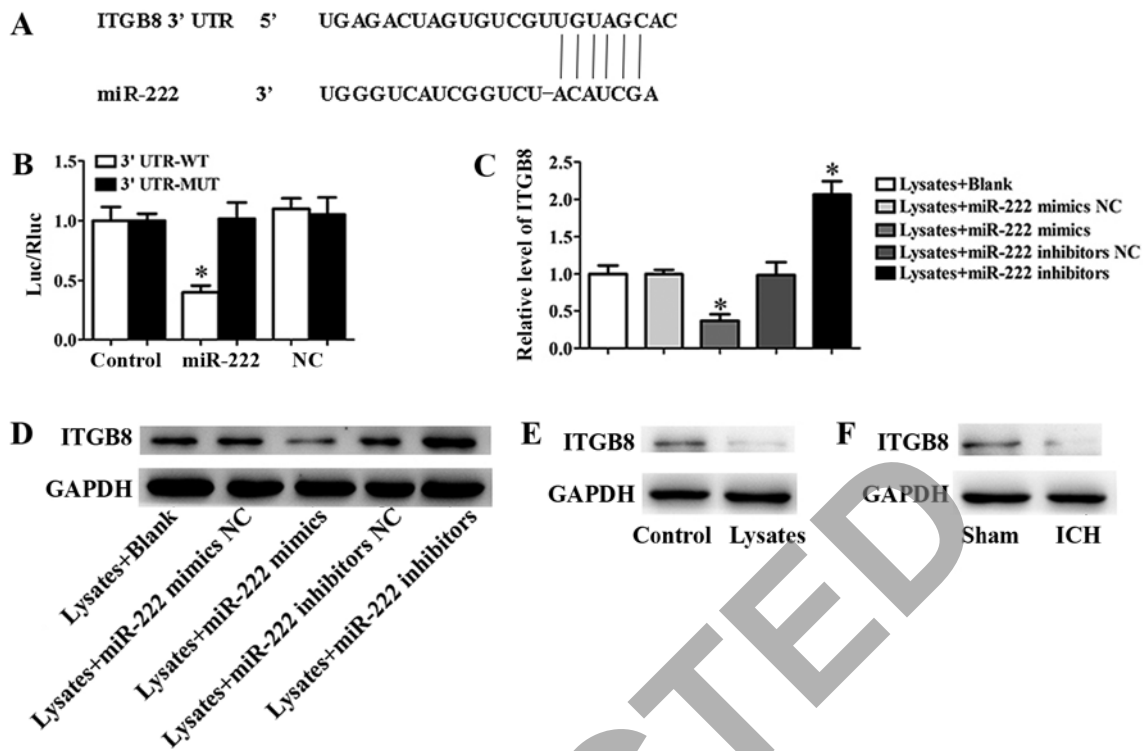 A
ITGB8 3' UTR 5' UGAGACUAGUGUCGUUGUAGCAC
miR-222 3' UGGGUCAUCGGUCU-ACAUCGA
B
3' UTR-WT
3' UTR-MUT
Luc/Rluc
1.5
1.0
0.5
0.0
Control miR-222 NC
*
C
Relative level of ITGB8
2.5
2.0
1.5
1.0
0.5
0.0
*
*
Lysates+Blank
Lysates+miR-222 mimics NC
Lysates+miR-222 mimics
Lysates+miR-222 inhibitors NC
Lysates+miR-222 inhibitors
D
ITGB8
GAPDH
Lysates+Blank
Lysates+miR-222 mimics NC
Lysates+miR-222 mimics
Lysates+miR-222 inhibitors NC
Lysates+miR-222 inhibitors
E
ITGB8
GAPDH
Control Lysates
F
ITGB8
GAPDH
Sham ICH
STED